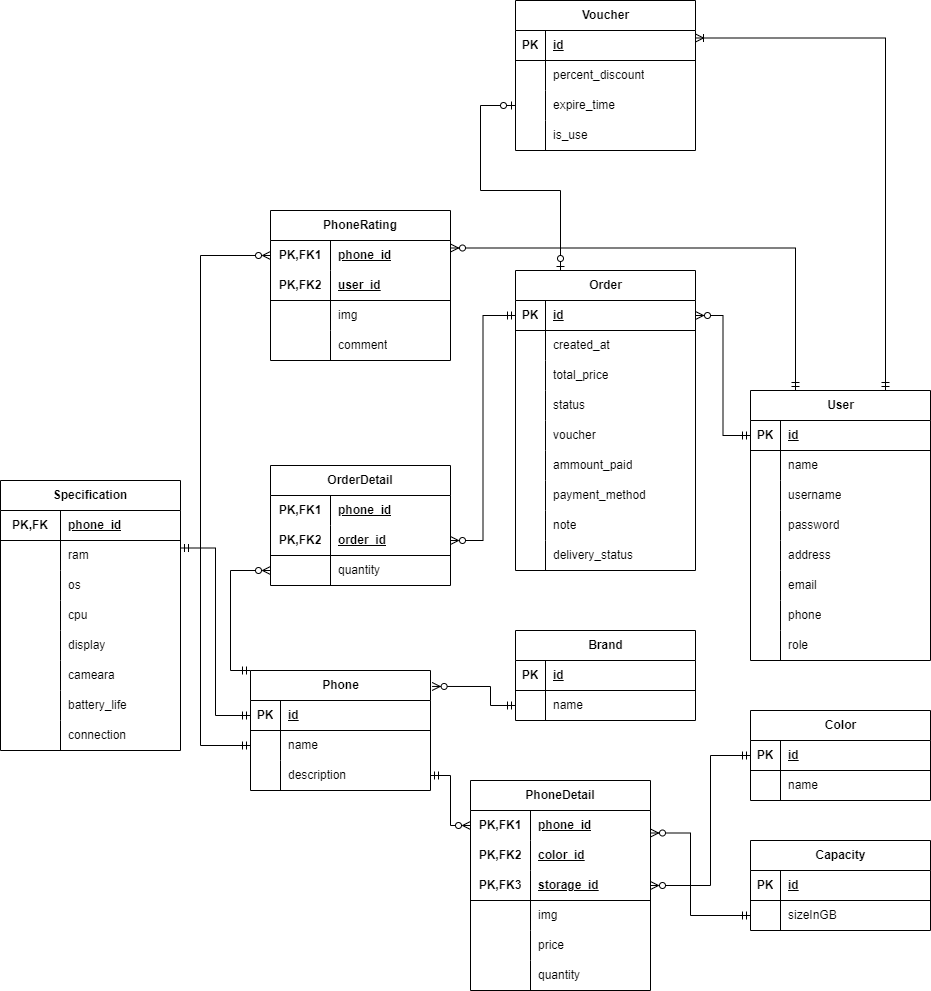 Voucher
PK id
percent_discount
expire_time
is_use
PhoneRating
PK,FK1 phone_id
PK,FK2 user_id
img
comment
Order
PK id
created_at
total_price
status
voucher
ammount_paid
payment_method
note
delivery_status
User
PK id
name
username
password
address
email
phone
role
OrderDetail
PK,FK1 phone_id
PK,FK2 order_id
quantity
Specification
PK,FK phone_id
ram
os
cpu
display
cameara
battery_life
connection
Brand
PK id
name
Phone
PK id
name
description
Color
PK id
name
PhoneDetail
PK,FK1 phone_id
PK,FK2 color_id
PK,FK3 storage_id
img
price
quantity
Capacity
PK id
sizeInGB